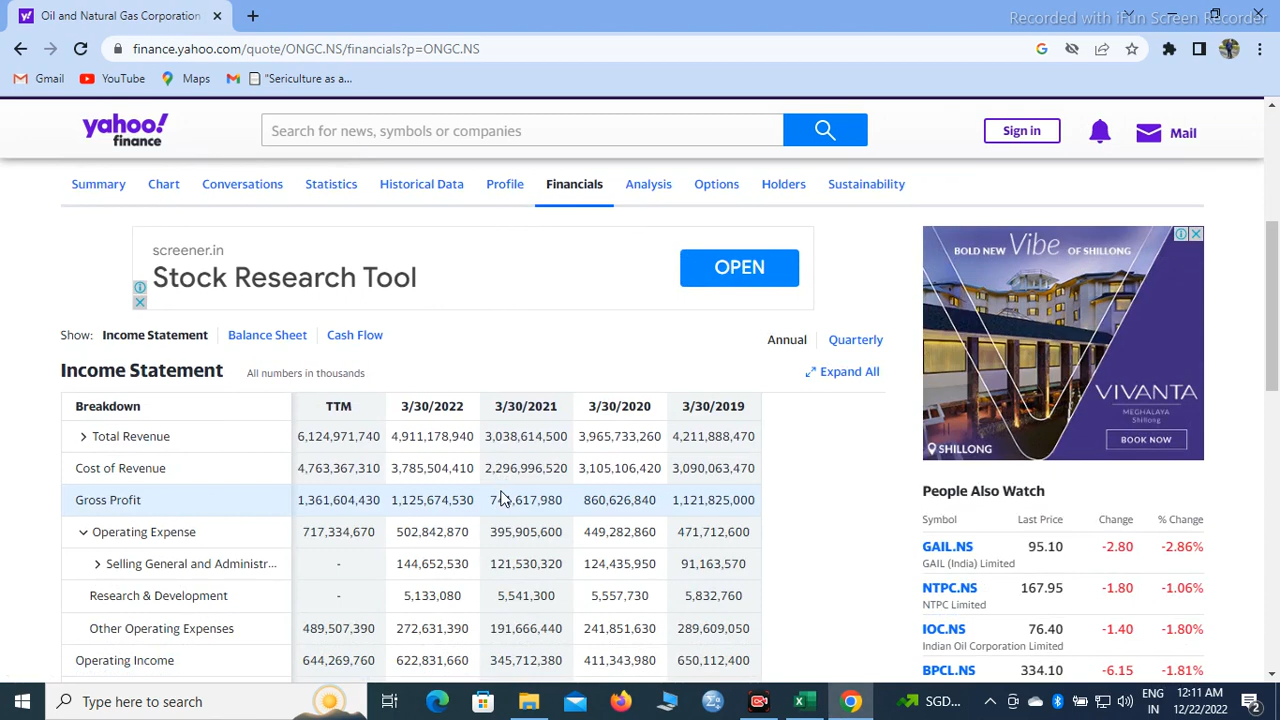 Oil and Natural Gas Corporation
Recorded with iFun Screen Recorder
finance.yahoo.com/quote/ONGC.NS/financials?p=ONGC.NS
Gmail YouTube Maps "Sericulture as a...
yahoo!
finance
Search for news, symbols or companies
Sign in
Mail
Summary Chart Conversations Statistics Historical Data Profile Financials Analysis Options Holders Sustainability
screener.in
Stock Research Tool
OPEN
BOLD NEW Vibe OF SHILLONG
VIVANTA
MEGHALAYA
Shillong
BOOK NOW
SHILLONG
Show: Income Statement Balance Sheet Cash Flow
Annual Quarterly
Income Statement All numbers in thousands
Expand All
Breakdown TTM 3/30/2022 3/30/2021 3/30/2020 3/30/2019
Total Revenue 6,124,971,740 4,911,178,940 3,038,614,500 3,965,733,260 4,211,888,470
Cost of Revenue 4,763,367,310 3,785,504,410 2,296,996,520 3,105,106,420 3,090,063,470
Gross Profit 1,361,604,430 1,125,674,530 860,626,840 1,121,825,000
Operating Expense 717,334,670 502,842,870 395,905,600 449,282,860 471,712,600
Selling General and Administr... - 144,652,530 121,530,320 124,435,950 91,163,570
Research & Development - 5,133,080 5,541,300 5,557,730 5,832,760
Other Operating Expenses 489,507,390 272,631,390 191,666,440 241,851,630 289,609,050
Operating Income 644,269,760 622,831,660 345,712,380 411,343,980 650,112,400
People Also Watch
Symbol Last Price Change % Change
GAIL.NS 95.10 -2.80 -2.86%
GAIL (India) Limited
NTPC.NS 167.95 -1.80 -1.06%
NTPC Limited
IOC.NS 76.40 -1.40 -1.80%
Indian Oil Corporation Limited
BPCL.NS 334.10 -6.15 -1.81%
Type here to search
SGD...
ENG
IN
12:11 AM
12/22/2022
2